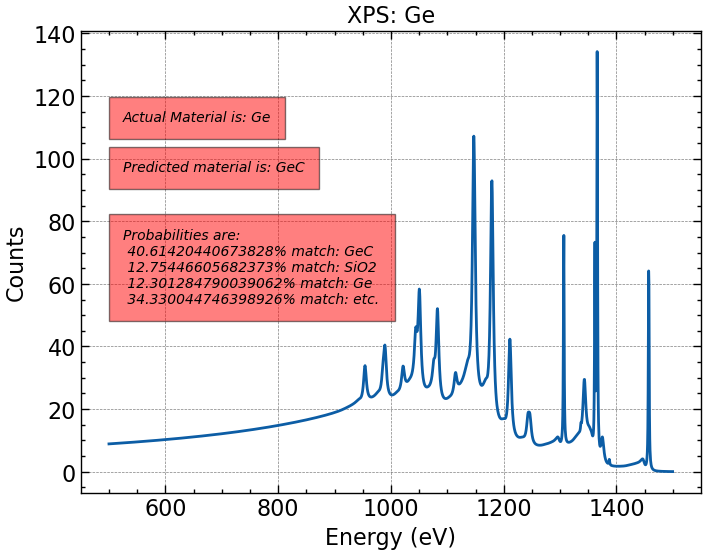 XPS: Ge
140
120
100
80
60
40
20
0
Counts
Actual Material is: Ge
Predicted material is: GeC
Probabilities are:
40.61420440673828% match: GeC
12.75446605682373% match: SiO2
12.301284790039062% match: Ge
34.330044746398926% match: etc.
600 800 1000 1200 1400
Energy (eV)